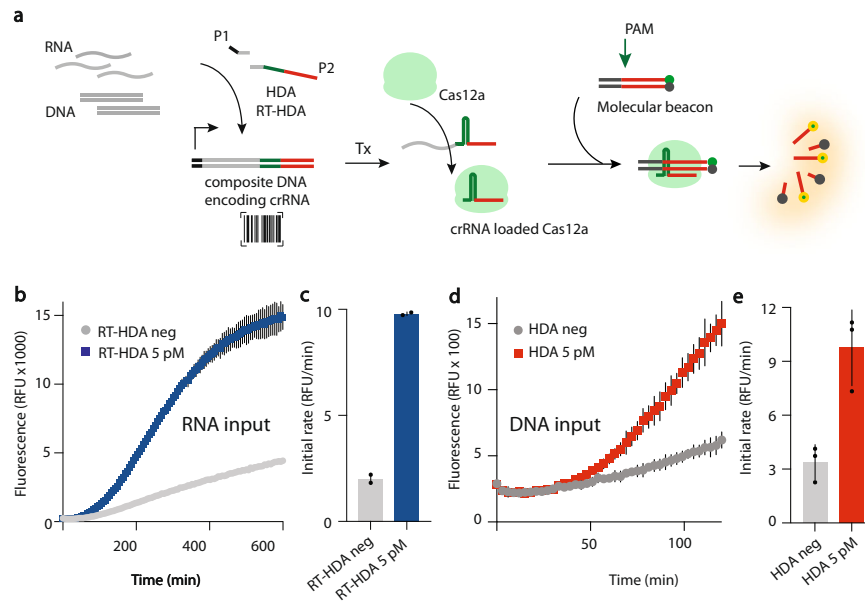 a
RNA
DNA
P1
P2
HDA
RT-HDA
composite DNA
encoding crRNA
Tx
Cas12a
crRNA loaded Cas12a
PAM
Molecular beacon
b
Fluorescence (RFU x1000)
15
10
5
0
RT-HDA neg
RT-HDA 5 pM
RNA input
200
400
600
Time (min)
c
Initial rate (RFU/min)
10
5
0
RT-HDA neg
RT-HDA 5 pM
d
Fluorescence (RFU x 100)
15
10
5
0
HDA neg
HDA 5 pM
DNA input
50
100
Time (min)
e
Initial rate (RFU/min)
12
9
6
3
0
HDA neg
HDA 5 pM